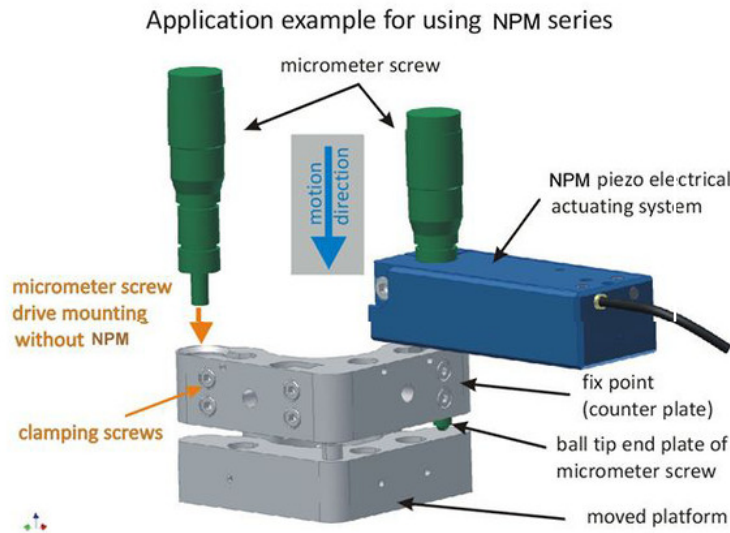 Application example for using NPM series
micrometer screw
motion
direction
NPM piezo electrical
actuating system
micrometer screw
drive mounting
without NPM
clamping screws
fix point
(counter plate)
ball tip end plate of
micrometer screw
moved platform